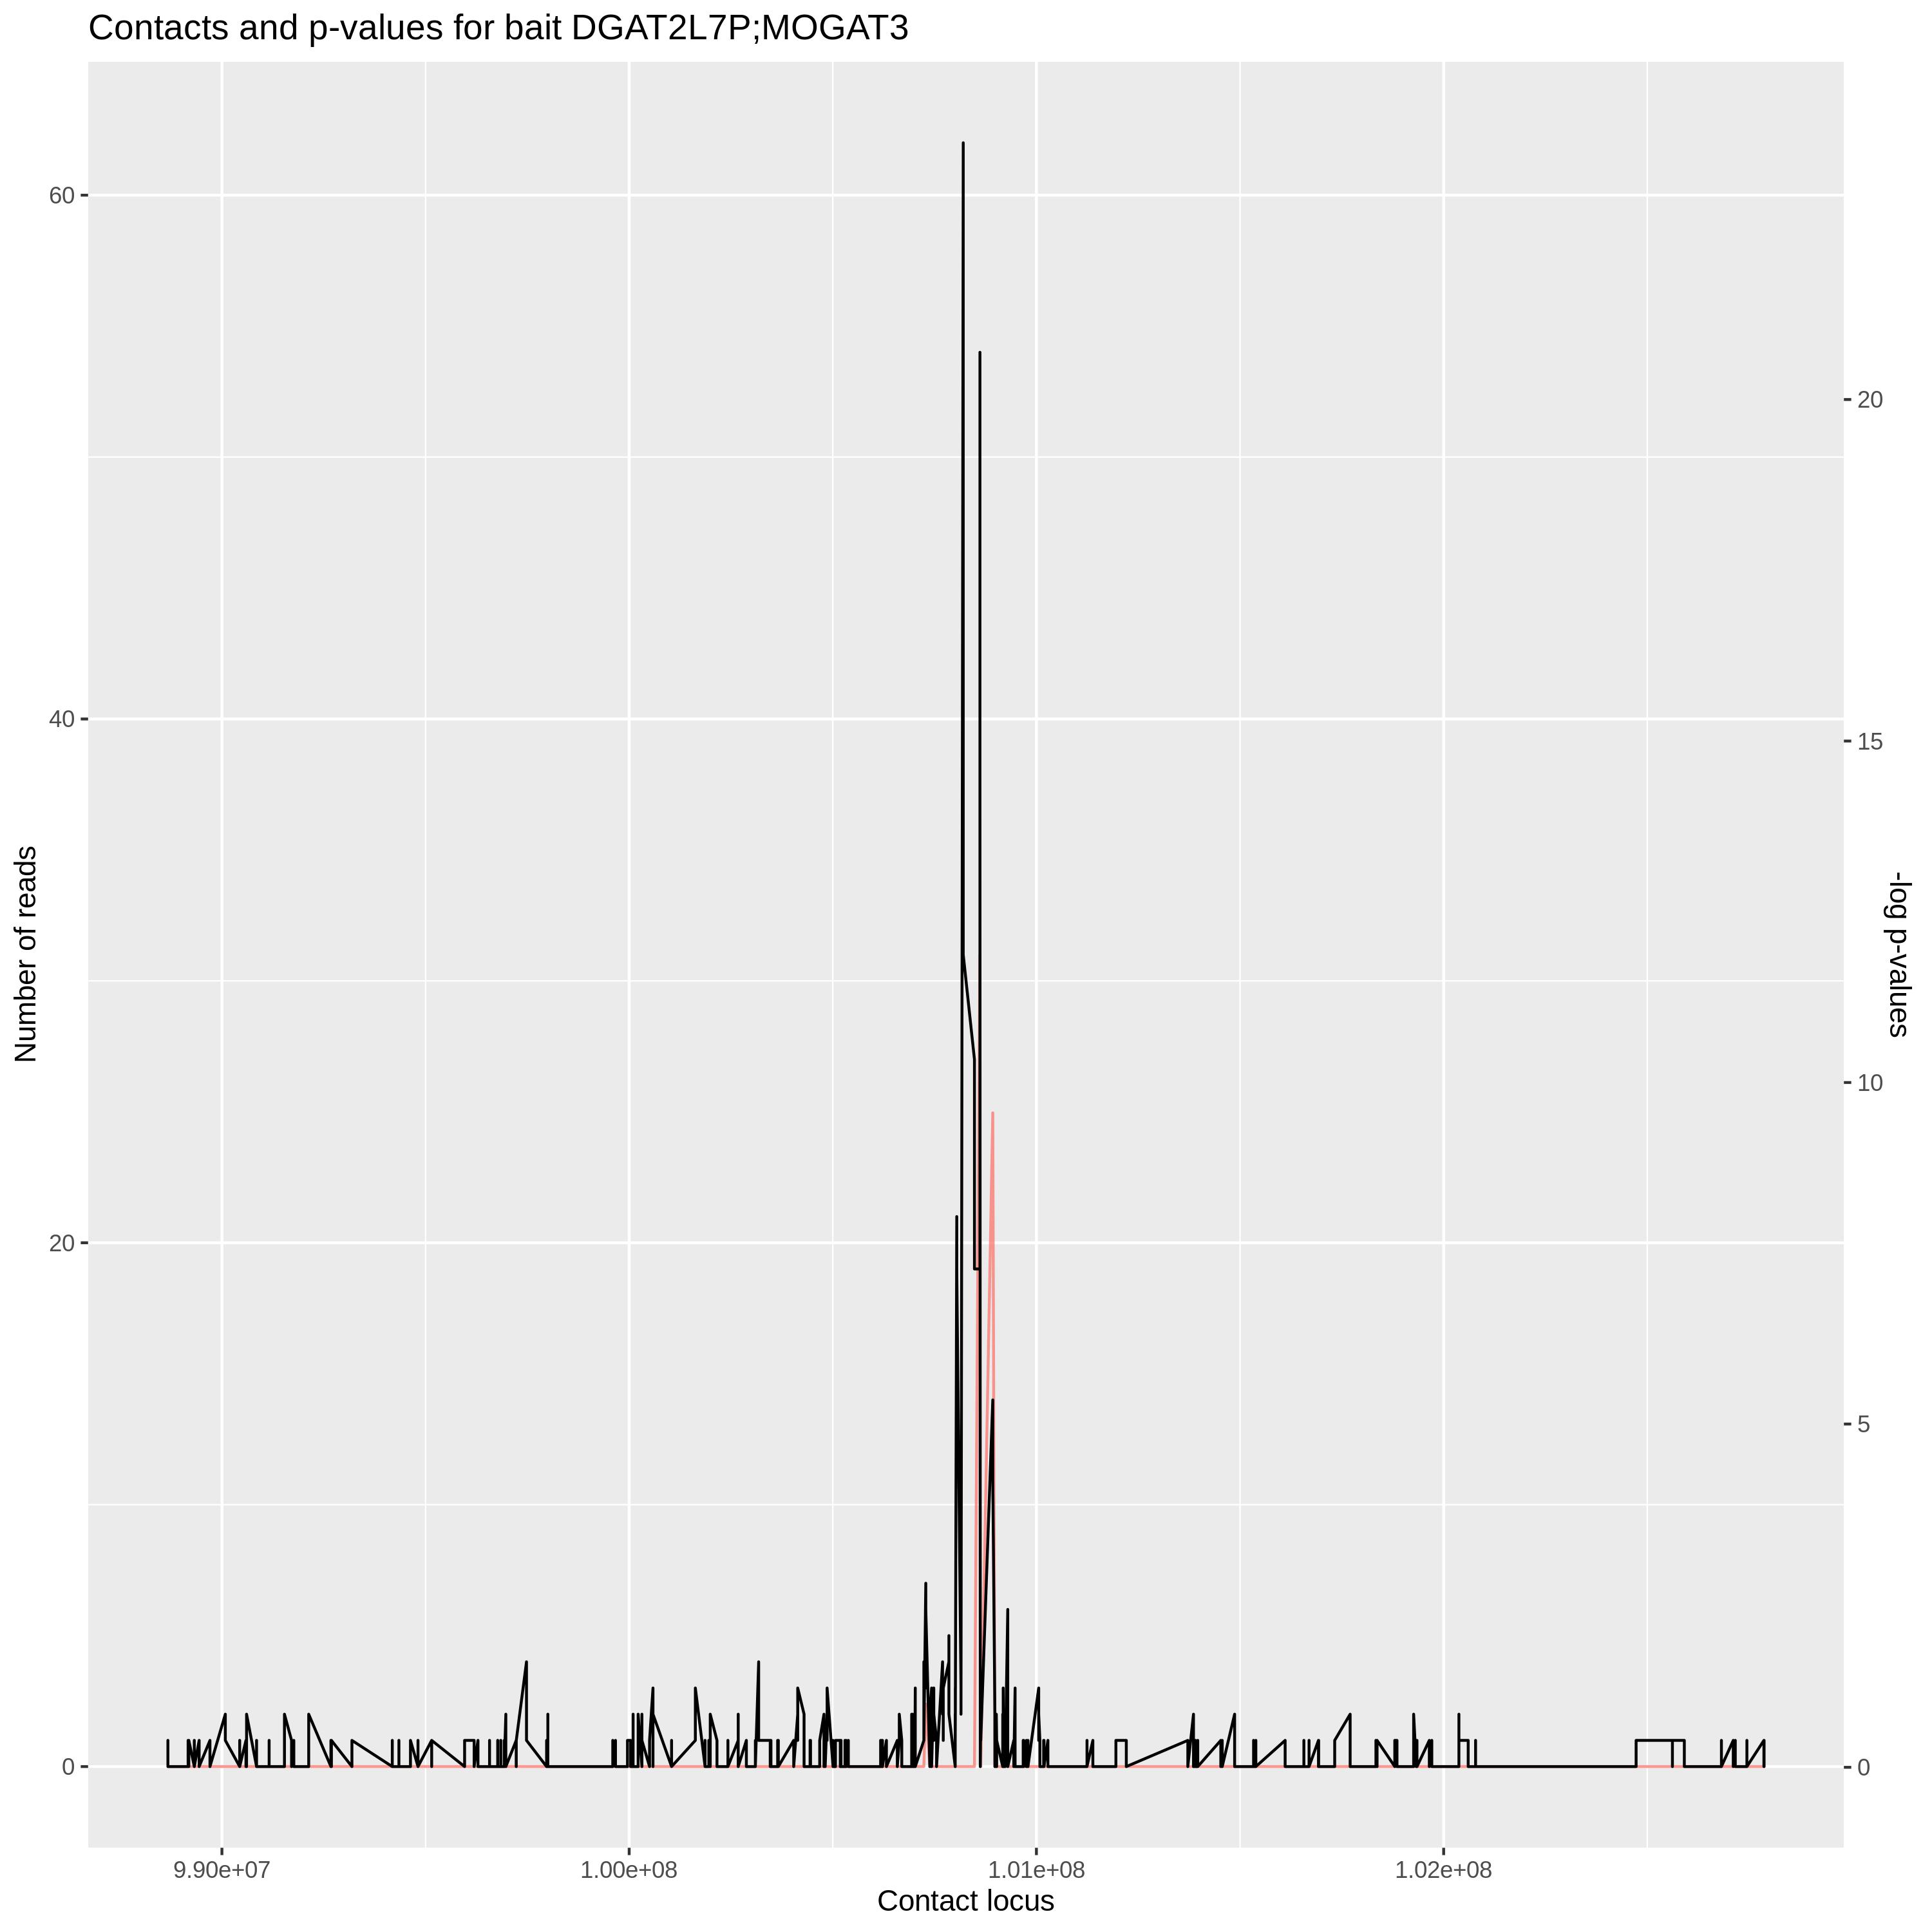 Contacts and p-values for bait DGAT2L7P;MOGAT3
60
40
20
0
Number of reads
20
15
10
5
0
-log p-values
9.90e+07
1.00e+08
1.01e+08
1.02e+08
Contact locus